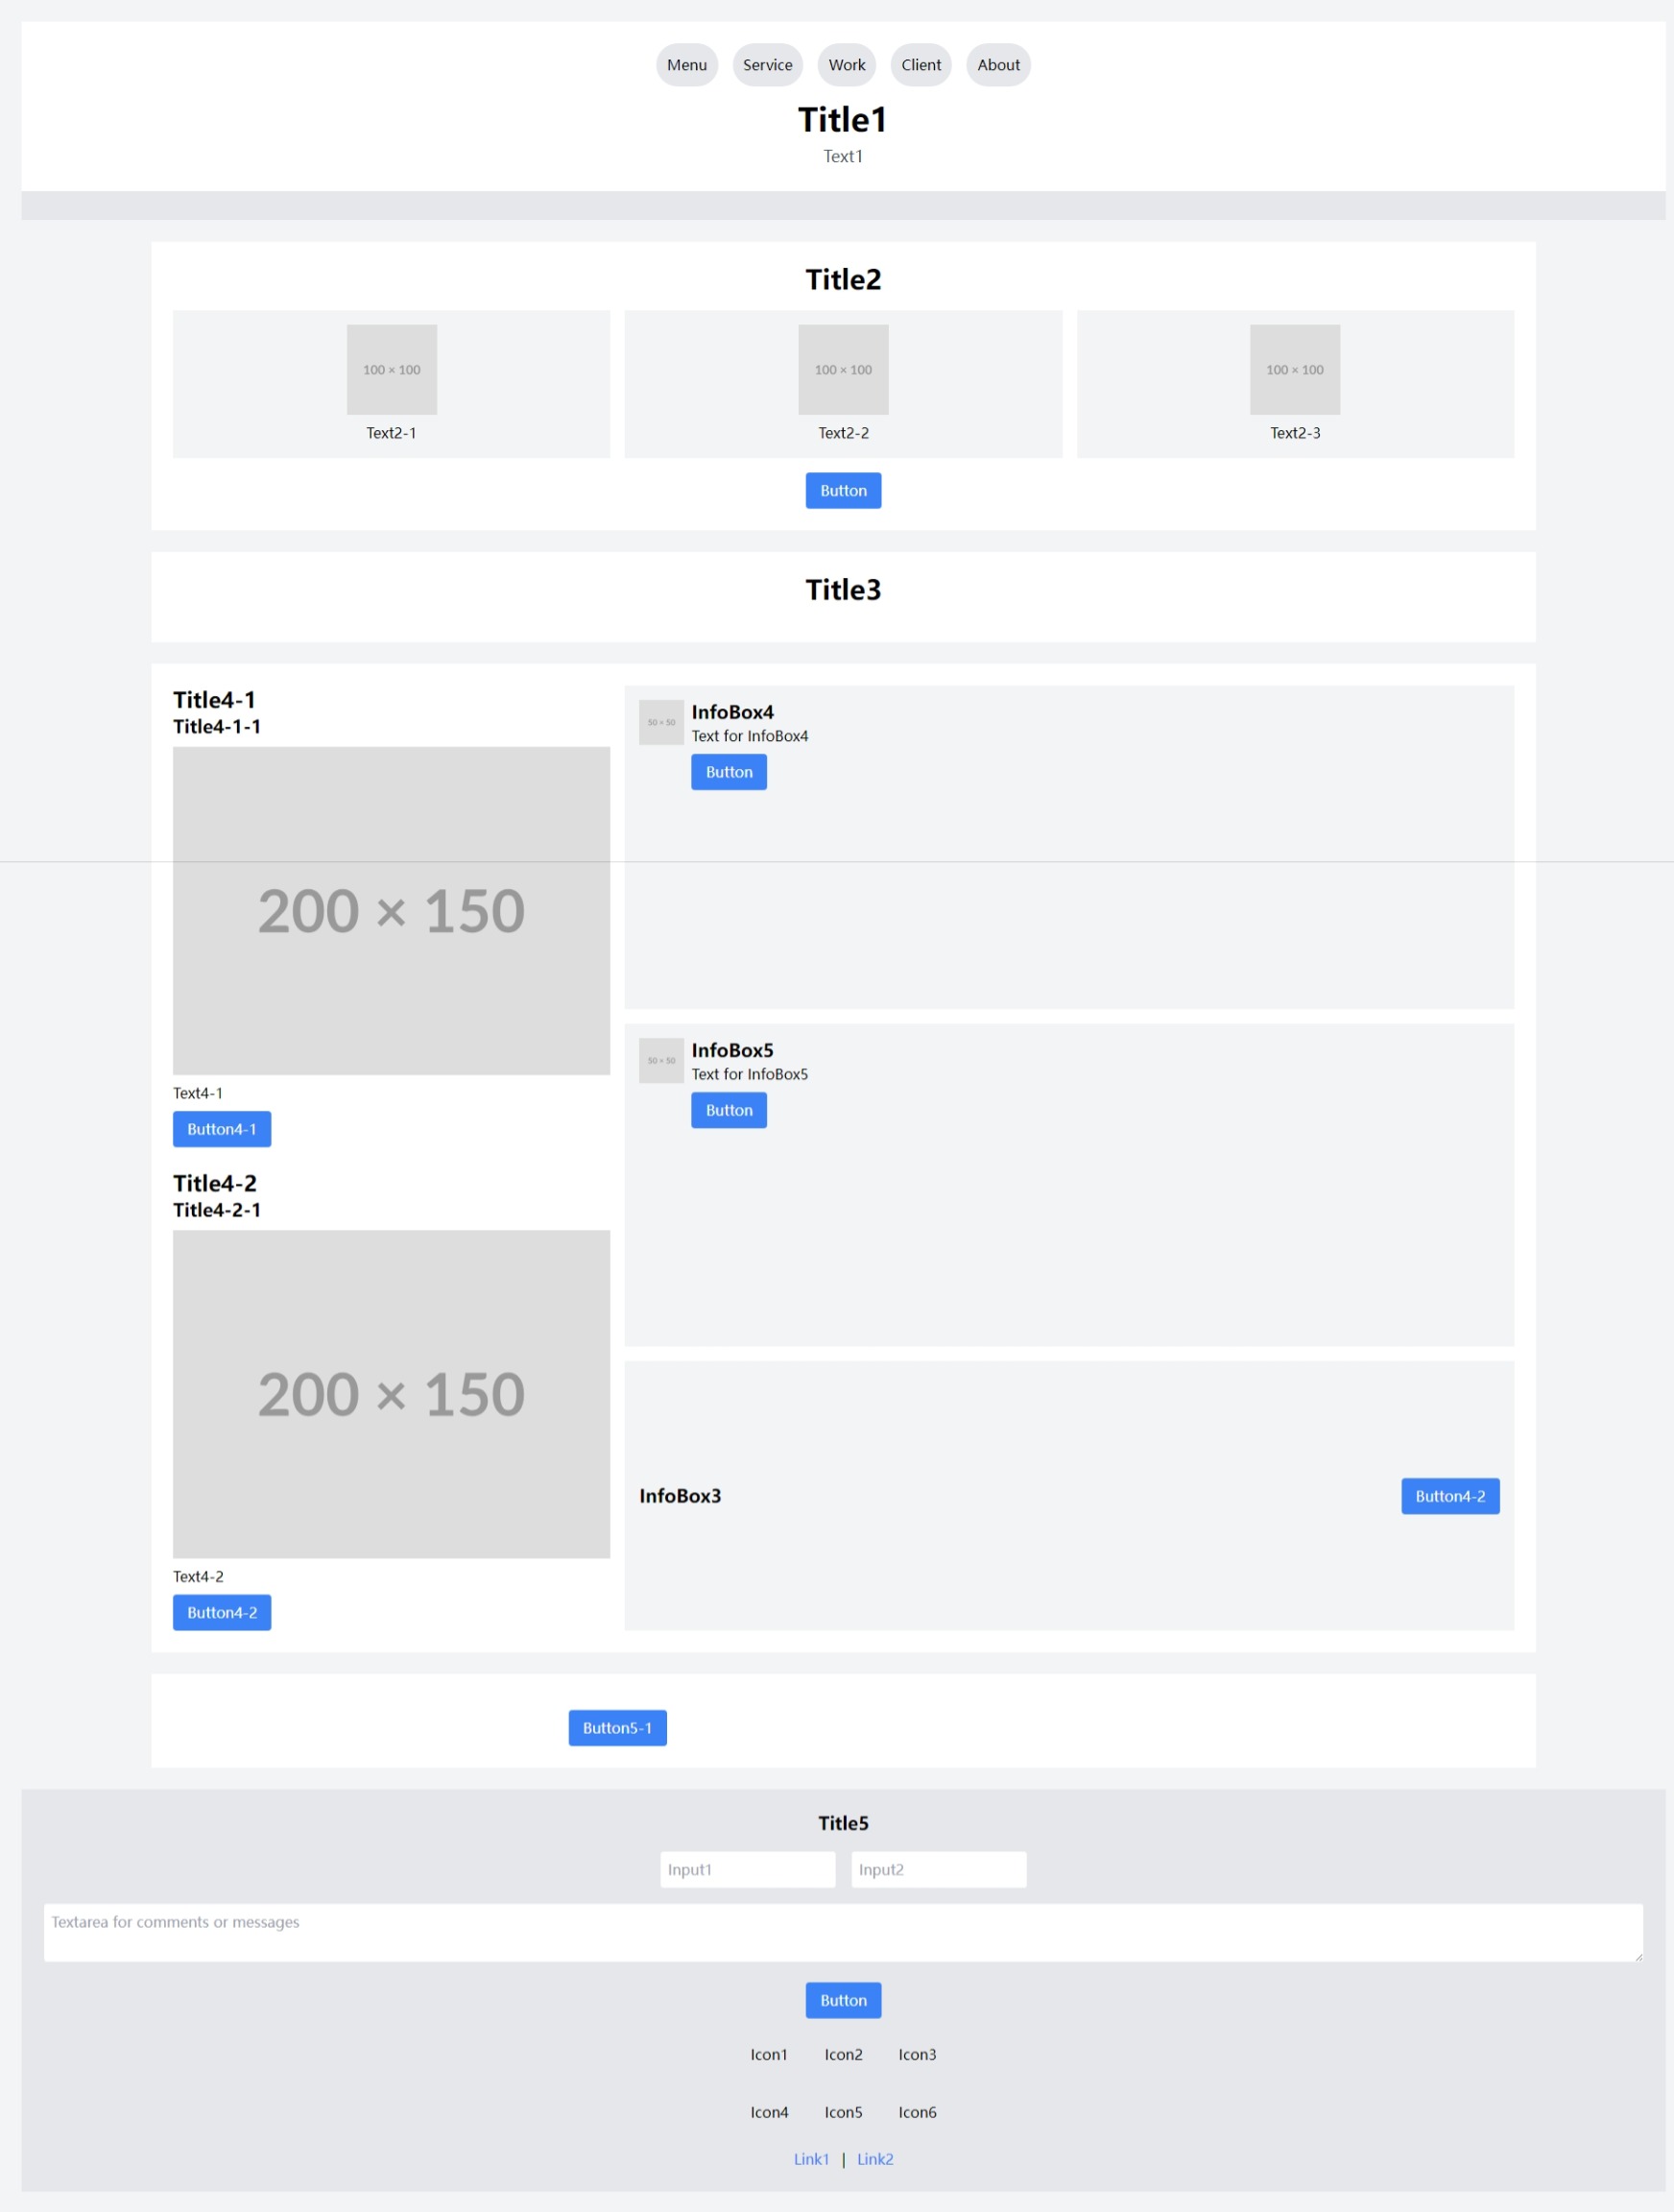 Menu Service Work Client About
Title1
Text1
Title2
100 × 100 100 × 100 100 × 100
Text2-1 Text2-2 Text2-3
Button
Title3
Title4-1
Title4-1-1
200 × 150
Text4-1
Button4-1
Title4-2
Title4-2-1
200 × 150
Text4-2
Button4-2
50 × 50
InfoBox4
Text for InfoBox4
Button
50 × 50
InfoBox5
Text for InfoBox5
Button
InfoBox3 Button4-2
Button5-1
Title5
Input1 Input2
Textarea for comments or messages
Button
Icon1 Icon2 Icon3
Icon4 Icon5 Icon6
Link1 | Link2